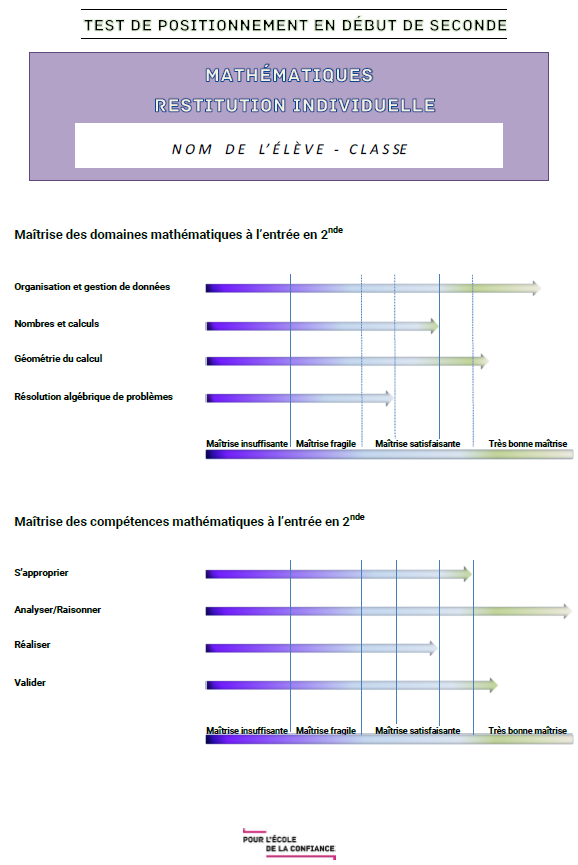 TEST DE POSITIONNEMENT EN DÉBUT DE SECONDE
MATHÉMATIQUES
RESTITUTION INDIVIDUELLE
NOM DE L'ÉLÈVE - CLASSE
Maîtrise des domaines mathématiques à l'entrée en 2nde
Organisation et gestion de données
Nombres et calculs
Géométrie du calcul
Résolution algébrique de problèmes
Maîtrise insuffisante Maîtrise fragile Maîtrise satisfaisante Très bonne maîtrise
Maîtrise des compétences mathématiques à l'entrée en 2nde
S'approprier
Analyser/Raisonner
Réaliser
Valider
Maîtrise insuffisante Maîtrise fragile Maîtrise satisfaisante Très bonne maîtrise
POUR L'ÉCOLE
DE LA CONFIANCE